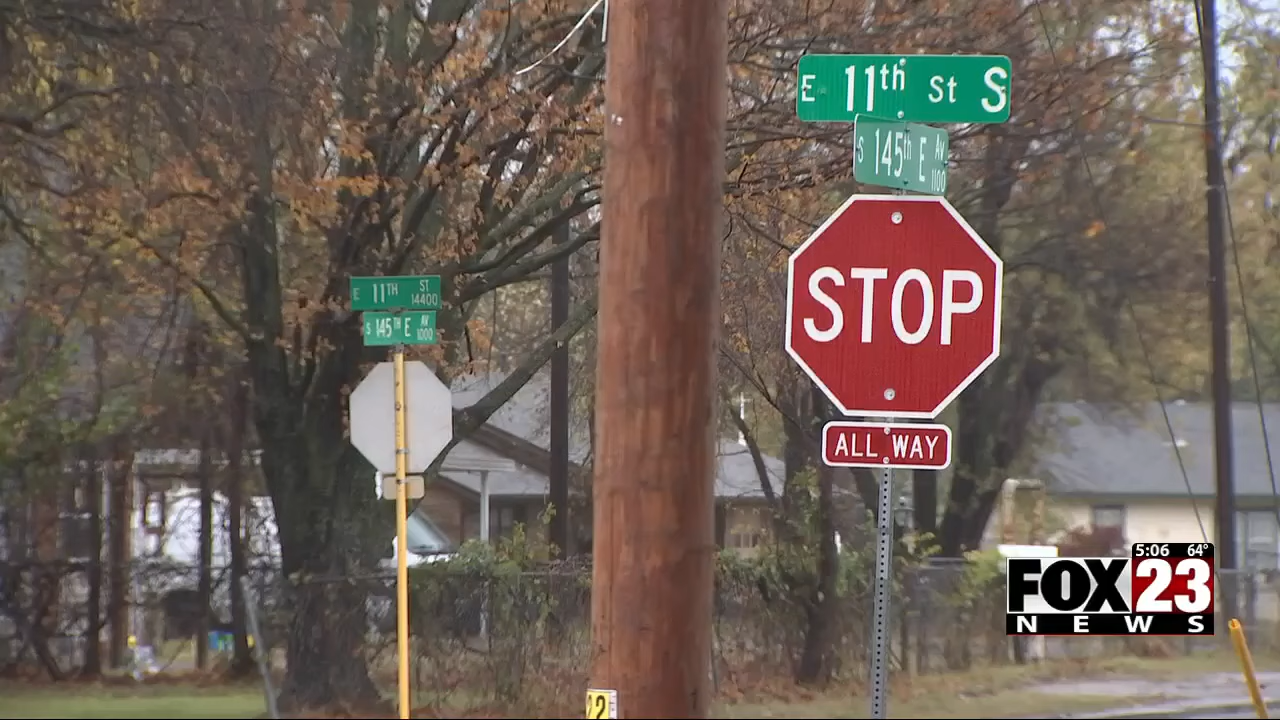 E 11th St S
S 145th E Av 1100
STOP
ALL WAY
E 11TH ST 14400
S 145TH E AV 1000
22
5:06 64°
FOX 23
NEWS